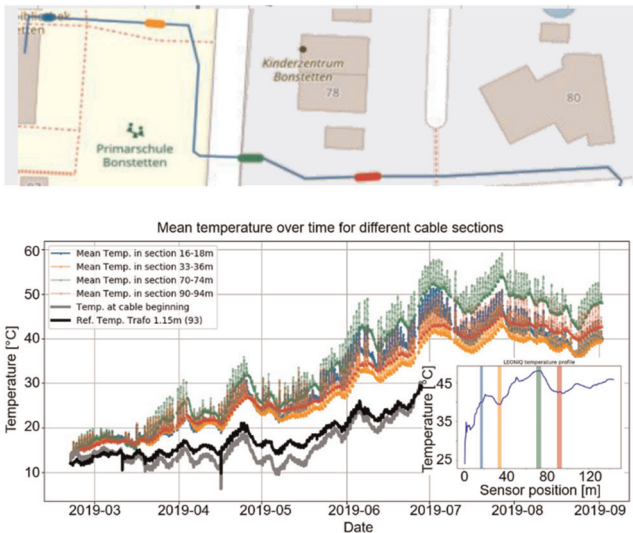 bibliothek
etten
Kinderzentrum
Bonstetten
78
80
Primarschule
Bonstetten
Mean temperature over time for different cable sections
Mean Temp. in section 16-18m
Mean Temp. in section 33-36m
Mean Temp. in section 70-74m
Mean Temp. in section 90-94m
Temp. at cable beginning
Ref. Temp. Trafo 1.15m (93)
60
50
40
30
20
10
Temperature [°C]
LEONIQ temperature profile
45
35
25
Temperature [°C]
0 40 80 120
Sensor position [m]
2019-03 2019-04 2019-05 2019-06 2019-07 2019-08 2019-09
Date